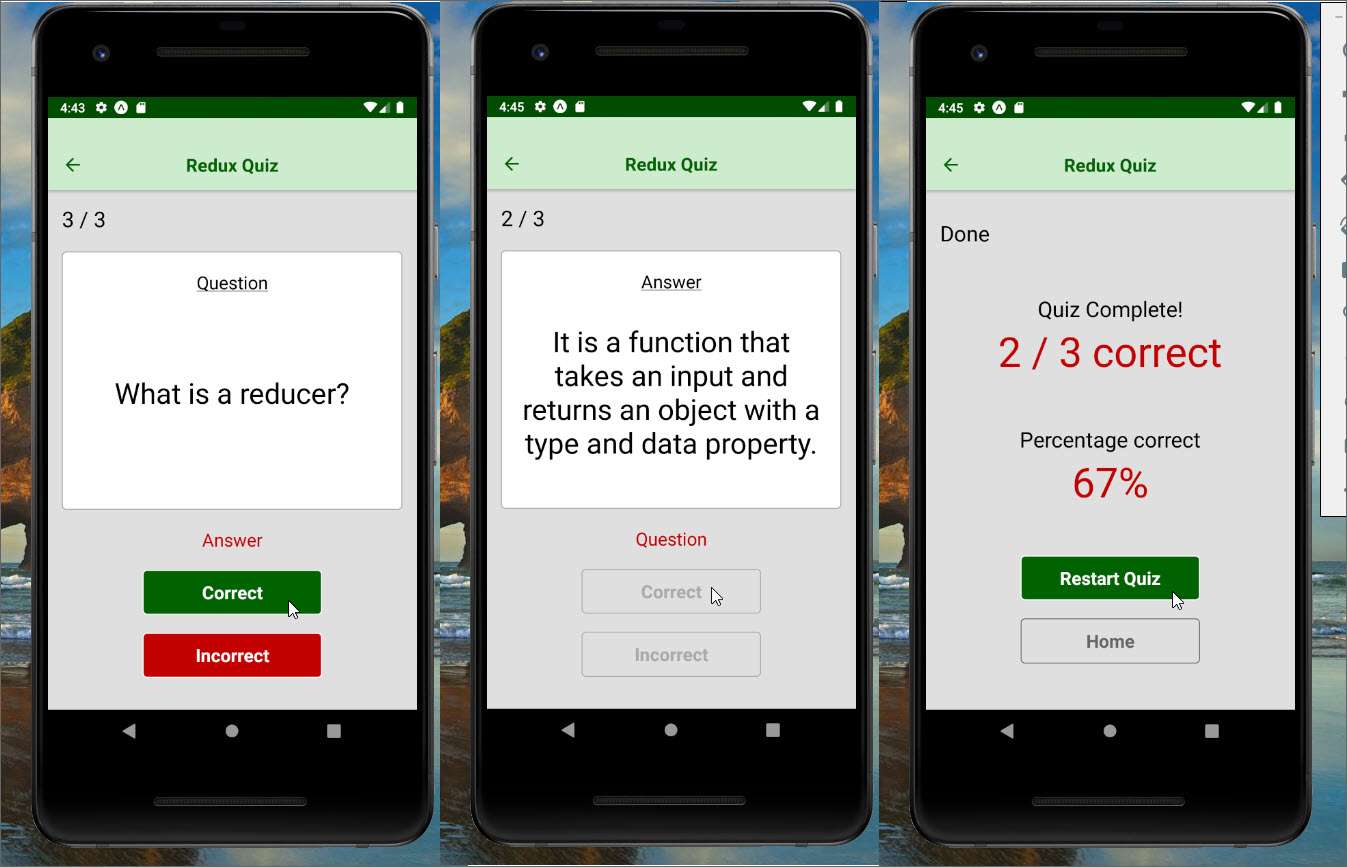 4:43
Redux Quiz
3 / 3
Question
What is a reducer?
Answer
Correct
Incorrect
4:45
Redux Quiz
2 / 3
Answer
It is a function that
takes an input and
returns an object with a
type and data property.
Question
Correct
Incorrect
4:45
Redux Quiz
Done
Quiz Complete!
2 / 3 correct
Percentage correct
67%
Restart Quiz
Home